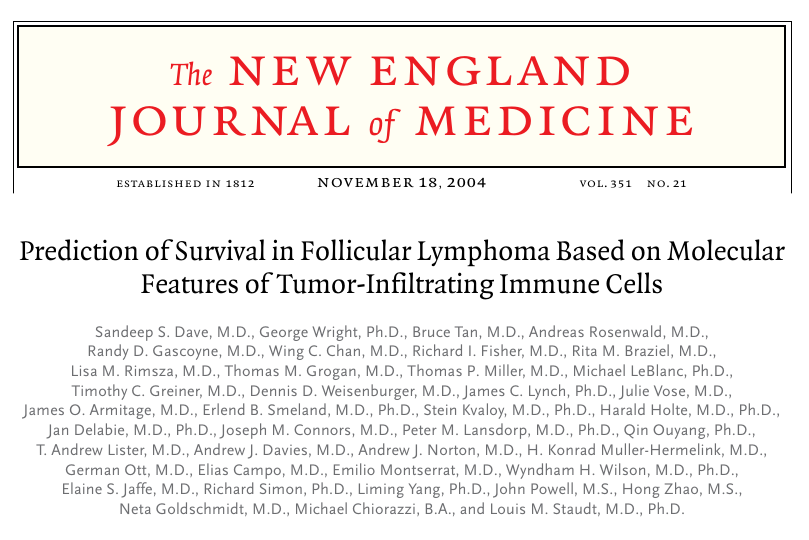 The NEW ENGLAND
JOURNAL of MEDICINE
ESTABLISHED IN 1812 NOVEMBER 18, 2004 VOL. 351 NO. 21
Prediction of Survival in Follicular Lymphoma Based on Molecular
Features of Tumor-Infiltrating Immune Cells
Sandeep S. Dave, M.D., George Wright, Ph.D., Bruce Tan, M.D., Andreas Rosenwald, M.D.,
Randy D. Gascoyne, M.D., Wing C. Chan, M.D., Richard I. Fisher, M.D., Rita M. Braziel, M.D.,
Lisa M. Rimsza, M.D., Thomas M. Grogan, M.D., Thomas P. Miller, M.D., Michael LeBlanc, Ph.D.,
Timothy C. Greiner, M.D., Dennis D. Weisenburger, M.D., James C. Lynch, Ph.D., Julie Vose, M.D.,
James O. Armitage, M.D., Erlend B. Smeland, M.D., Ph.D., Stein Kvaloy, M.D., Ph.D., Harald Holte, M.D., Ph.D.,
Jan Delabie, M.D., Ph.D., Joseph M. Connors, M.D., Peter M. Lansdorp, M.D., Ph.D., Qin Ouyang, Ph.D.,
T. Andrew Lister, M.D., Andrew J. Davies, M.D., Andrew J. Norton, M.D., H. Konrad Muller-Hermelink, M.D.,
German Ott, M.D., Elias Campo, M.D., Emilio Montserrat, M.D., Wyndham H. Wilson, M.D., Ph.D.,
Elaine S. Jaffe, M.D., Richard Simon, Ph.D., Liming Yang, Ph.D., John Powell, M.S., Hong Zhao, M.S.,
Neta Goldschmidt, M.D., Michael Chiorazzi, B.A., and Louis M. Staudt, M.D., Ph.D.